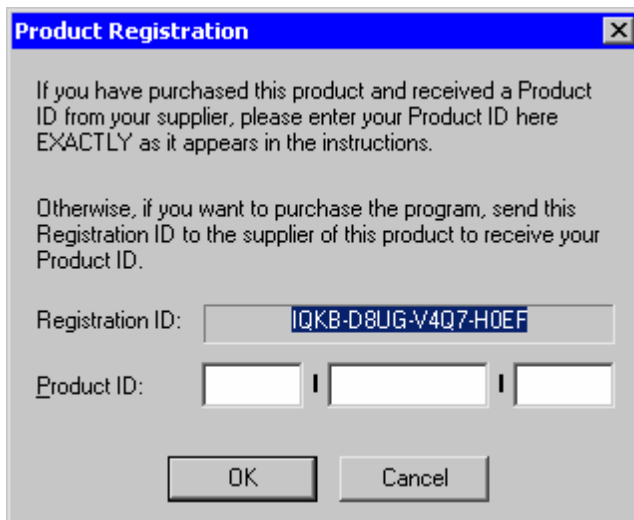 Product Registration
If you have purchased this product and received a Product
ID from your supplier, please enter your Product ID here
EXACTLY as it appears in the instructions.
Otherwise, if you want to purchase the program, send this
Registration ID to the supplier of this product to receive your
Product ID.
Registration ID: IQKB-D8UG-V4Q7-H0EF
Product ID:
OK Cancel